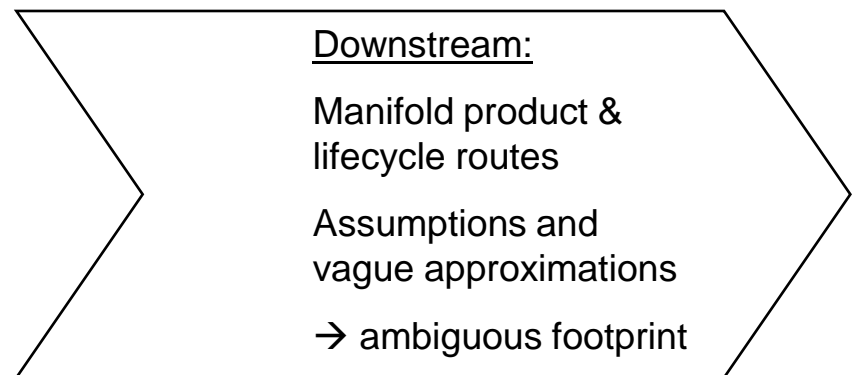 Downstream:
Manifold product &
lifecycle routes
Assumptions and
vague approximations
→ ambiguous footprint